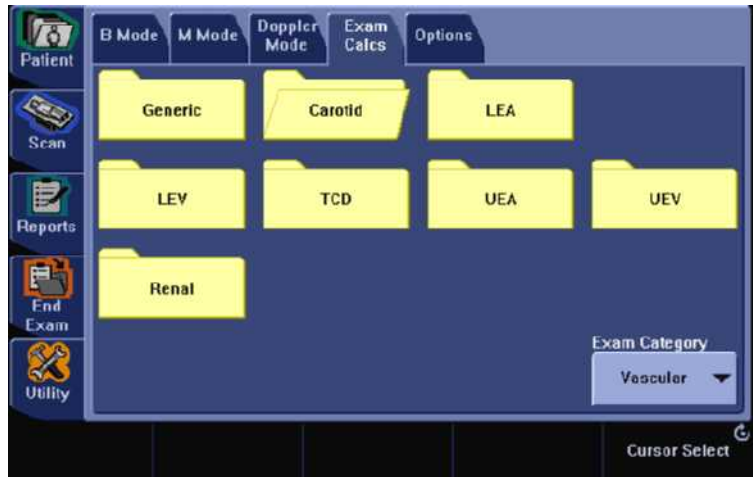 Patient
B Mode
M Mode
Doppler
Mode
Exam
Calcs
Options
Generic
Carotid
LEA
Scan
LEV
TCD
UEA
UEV
Reports
Renal
End
Exam
Exam Category
Vascular
Utility
Cursor Select